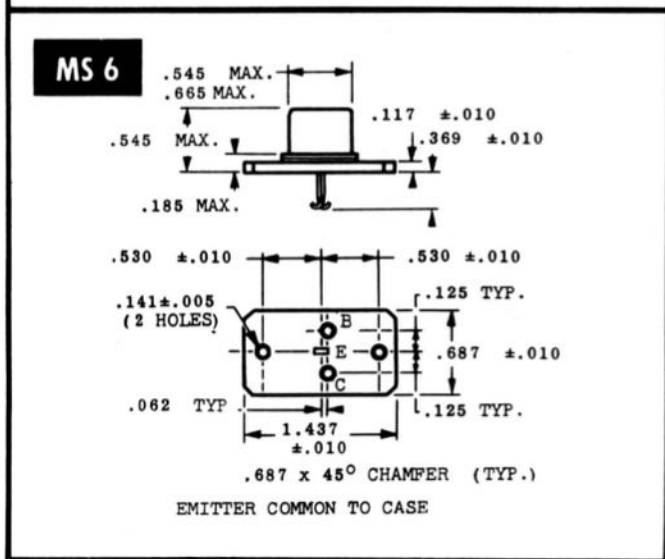 MS 6
.545 MAX.
.665 MAX.
.117 ±.010
.545 MAX.
.369 ±.010
.185 MAX.
.530 ±.010
.530 ±.010
.125 TYP.
.141±.005
(2 HOLES)
B
E
.687 ±.010
C
.062 TYP
.125 TYP.
1.437
±.010
.687 x 45° CHAMFER (TYP.)
EMITTER COMMON TO CASE